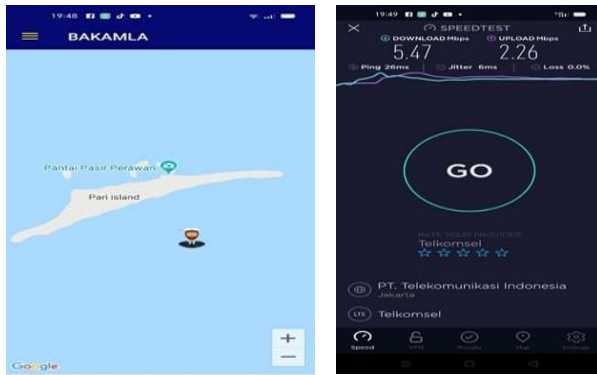 19:48
BAKAMLA
Pantai Pasir Perawan
Pari island
+
−
Google
19:49
SPEEDTEST
DOWNLOAD Mbps UPLOAD Mbps
5.47 2.26
Ping 26ms Jitter 6ms Loss 0.0%
GO
RATE YOUR PROVIDER
Telkomsel
PT. Telekomunikasi Indonesia
Jakarta
LTE Telkomsel
Speed VPN Results Map Settings